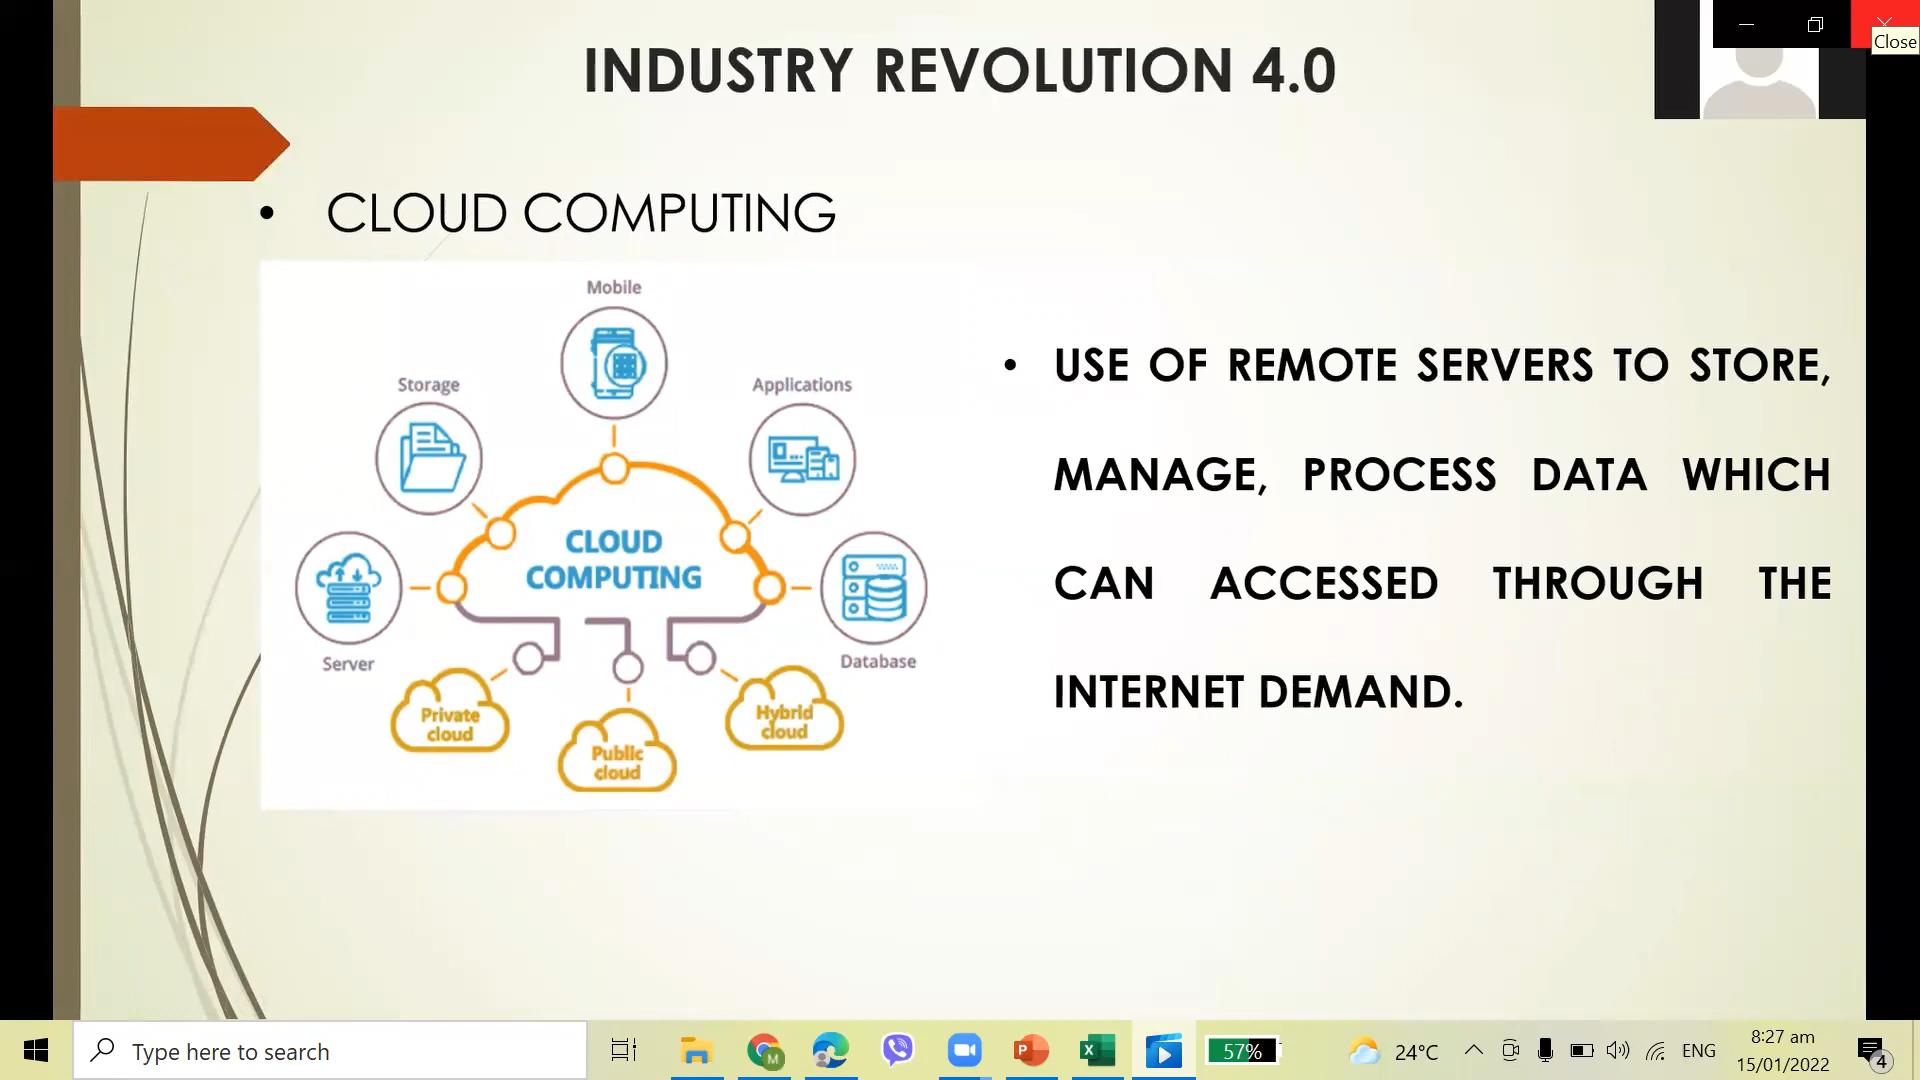 INDUSTRY REVOLUTION 4.0
Close
• CLOUD COMPUTING
Mobile
Storage
Applications
CLOUD
COMPUTING
Server
Database
Private
cloud
Public
cloud
Hybrid
cloud
• USE OF REMOTE SERVERS TO STORE,
MANAGE, PROCESS DATA WHICH
CAN ACCESSED THROUGH THE
INTERNET DEMAND.
Type here to search
M
P
X
57%
24°C
ENG
8:27 am
15/01/2022
4